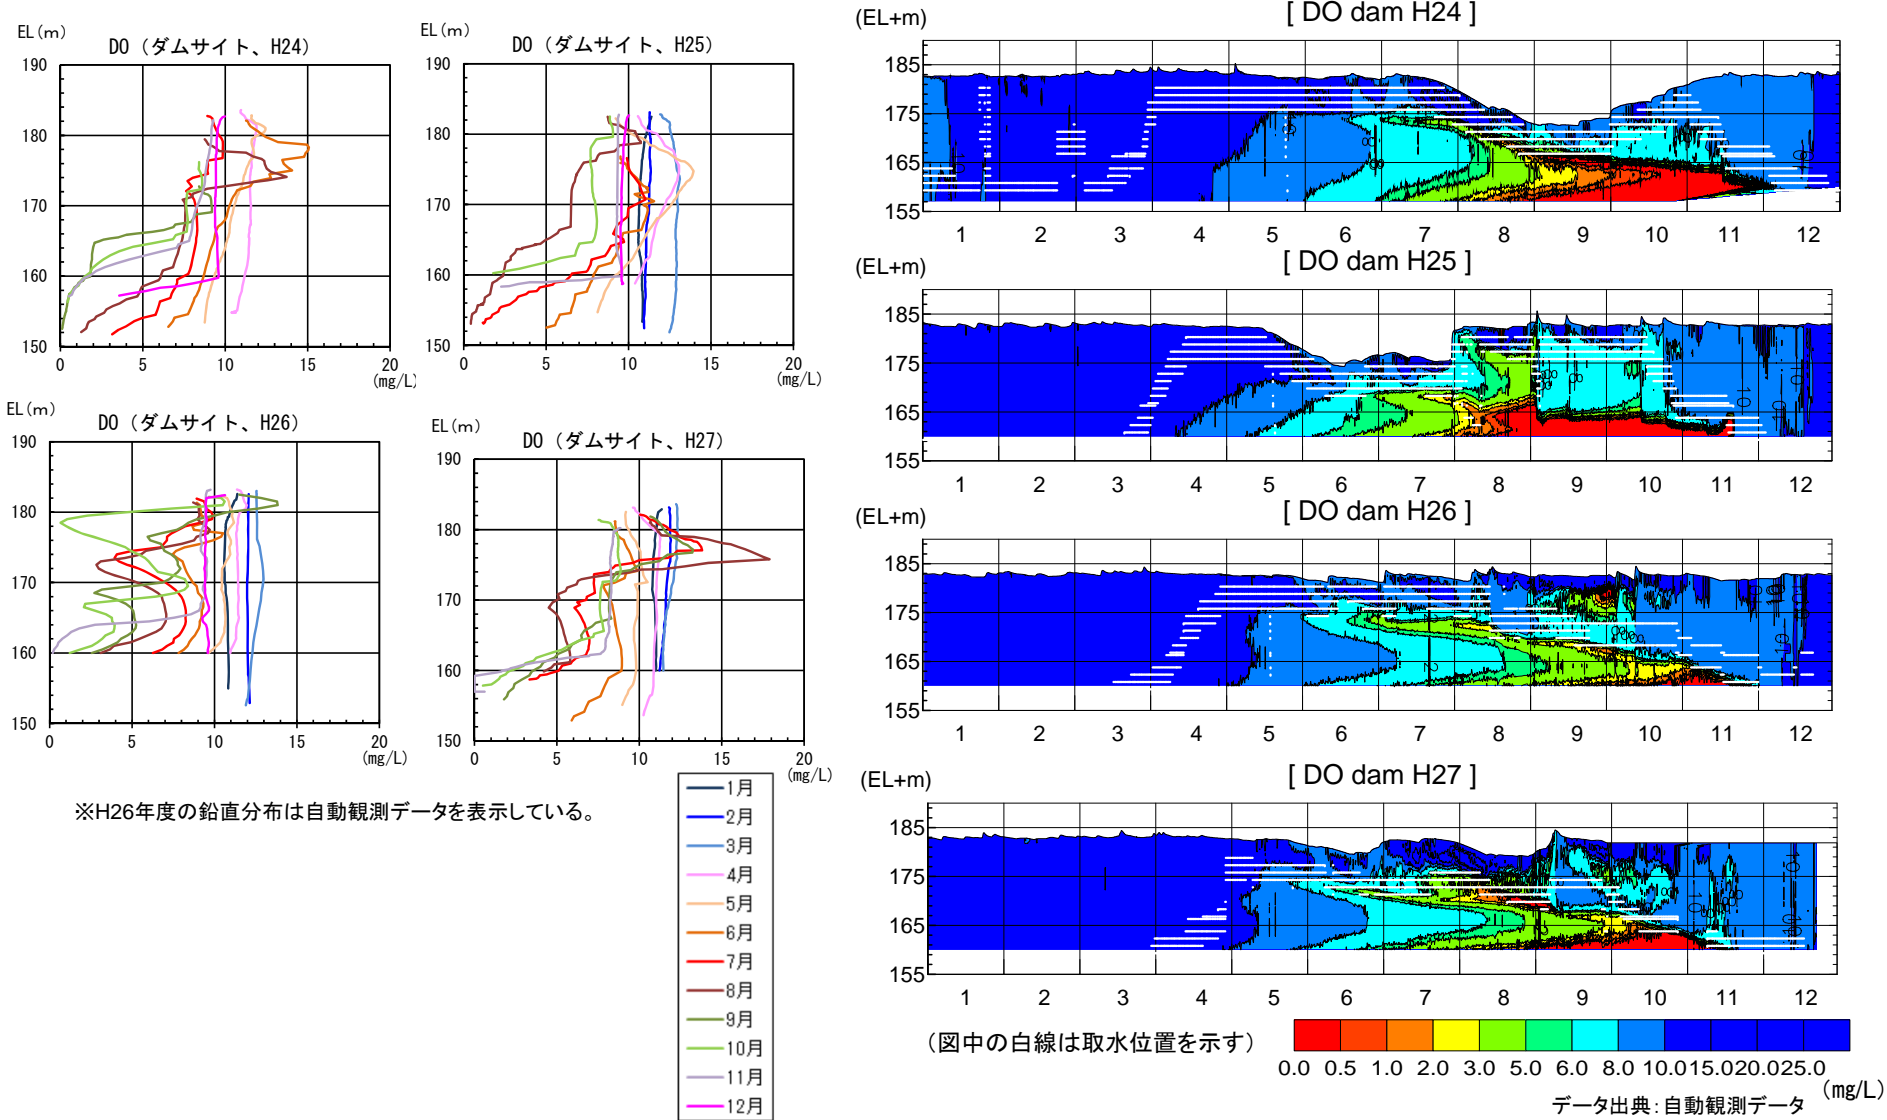 EL(m)
DO（ダムサイト、H24）
190
180
170
160
150
0 5 10 15 20
(mg/L)
EL(m)
DO（ダムサイト、H25）
190
180
170
160
150
0 5 10 15 20
(mg/L)
EL(m)
DO（ダムサイト、H26）
190
180
170
160
150
0 5 10 15 20
(mg/L)
EL(m)
DO（ダムサイト、H27）
190
180
170
160
150
0 5 10 15 20
(mg/L)
※H26年度の鉛直分布は自動観測データを表示している。
1月
2月
3月
4月
5月
6月
7月
8月
9月
10月
11月
12月
(EL+m)
[ DO dam H24 ]
185
175
165
155
1 2 3 4 5 6 7 8 9 10 11 12
(EL+m)
[ DO dam H25 ]
185
175
165
155
1 2 3 4 5 6 7 8 9 10 11 12
(EL+m)
[ DO dam H26 ]
185
175
165
155
1 2 3 4 5 6 7 8 9 10 11 12
(EL+m)
[ DO dam H27 ]
185
175
165
155
1 2 3 4 5 6 7 8 9 10 11 12
（図中の白線は取水位置を示す）
0.0 0.5 1.0 2.0 3.0 5.0 6.0 8.0 10.0 15.0 20.0 25.0
(mg/L)
データ出典：自動観測データ